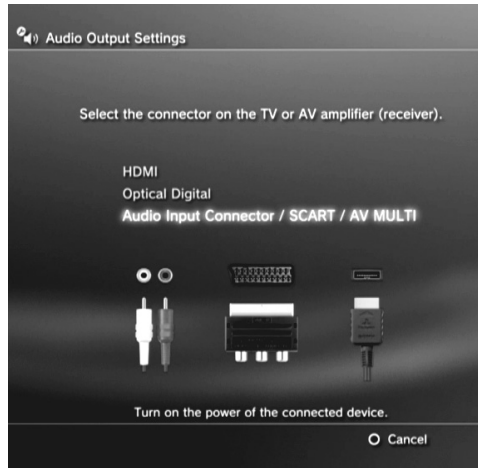 Audio Output Settings
Select the connector on the TV or AV amplifier (receiver).
HDMI
Optical Digital
Audio Input Connector / SCART / AV MULTI
Turn on the power of the connected device.
Cancel